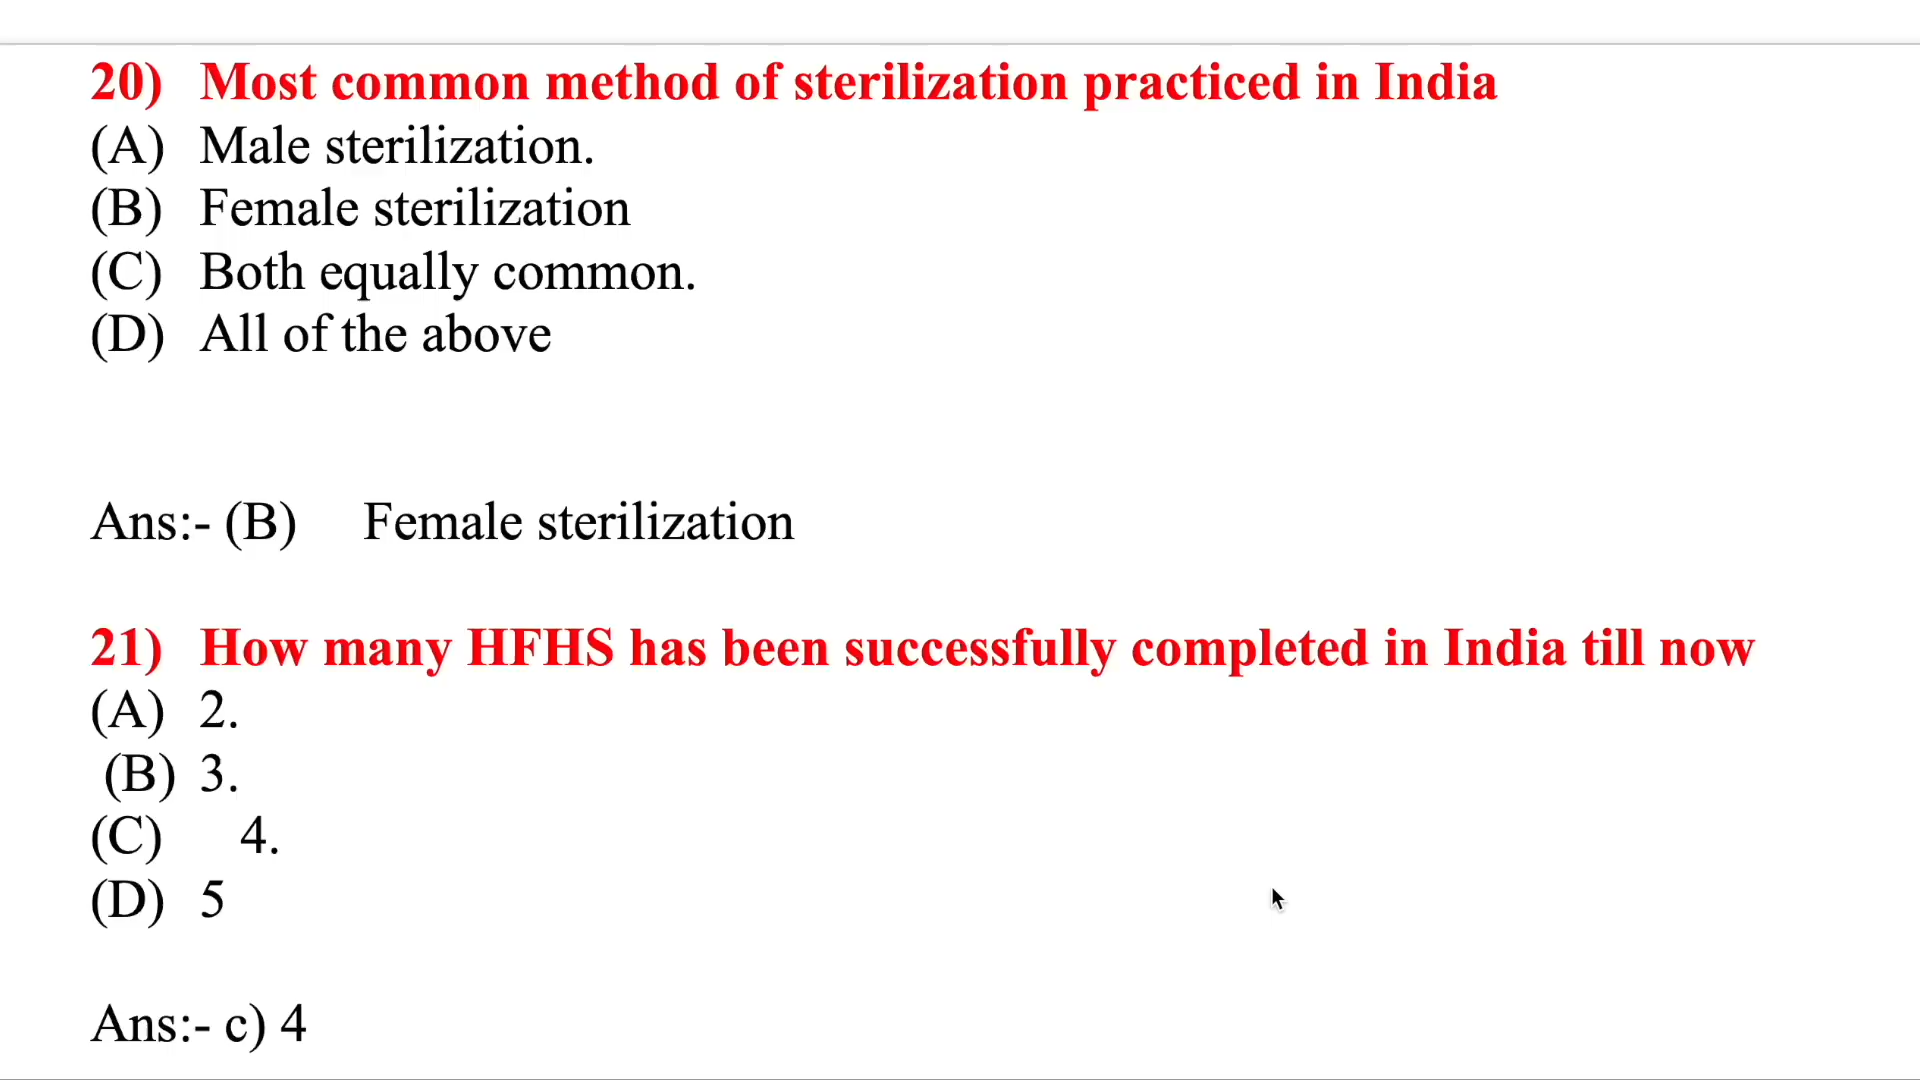 20) Most common method of sterilization practiced in India
(A) Male sterilization.
(B) Female sterilization
(C) Both equally common.
(D) All of the above
Ans:- (B) Female sterilization
21) How many HFHS has been successfully completed in India till now
(A) 2.
(B) 3.
(C) 4.
(D) 5
Ans:- c) 4